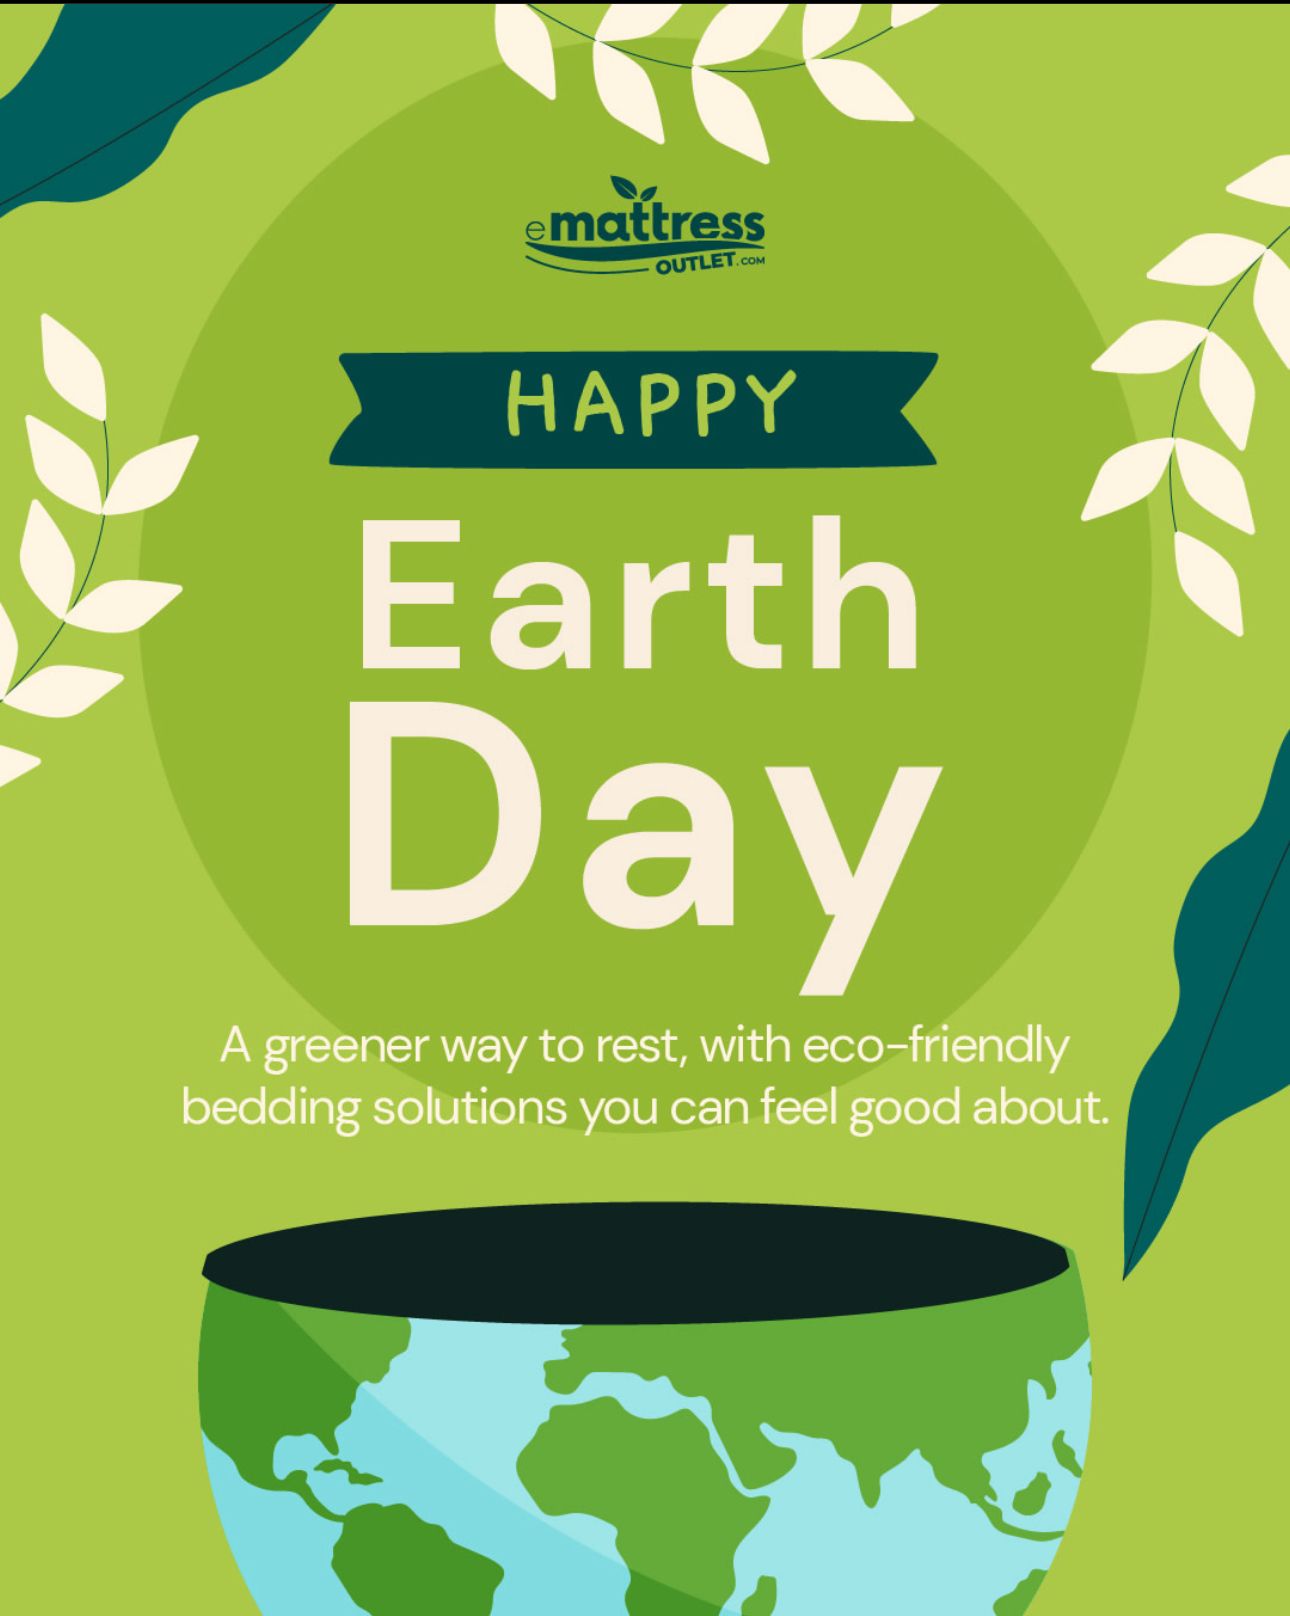 emattress
OUTLET.COM
HAPPY
Earth
Day
A greener way to rest, with eco-friendly
bedding solutions you can feel good about.